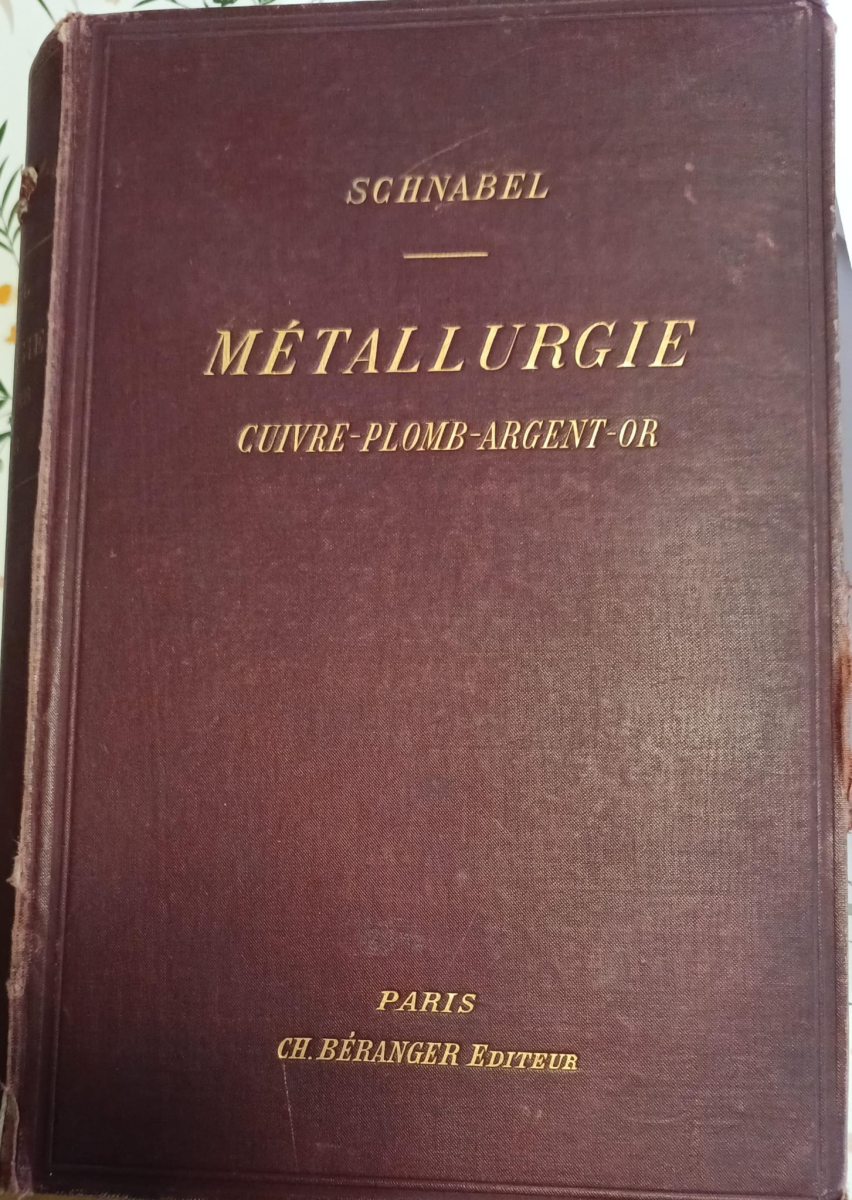 SCHNABEL
MÉTALLURGIE
CUIVRE-PLOMB-ARGENT-OR
PARIS
CH. BÉRANGER EDITEUR